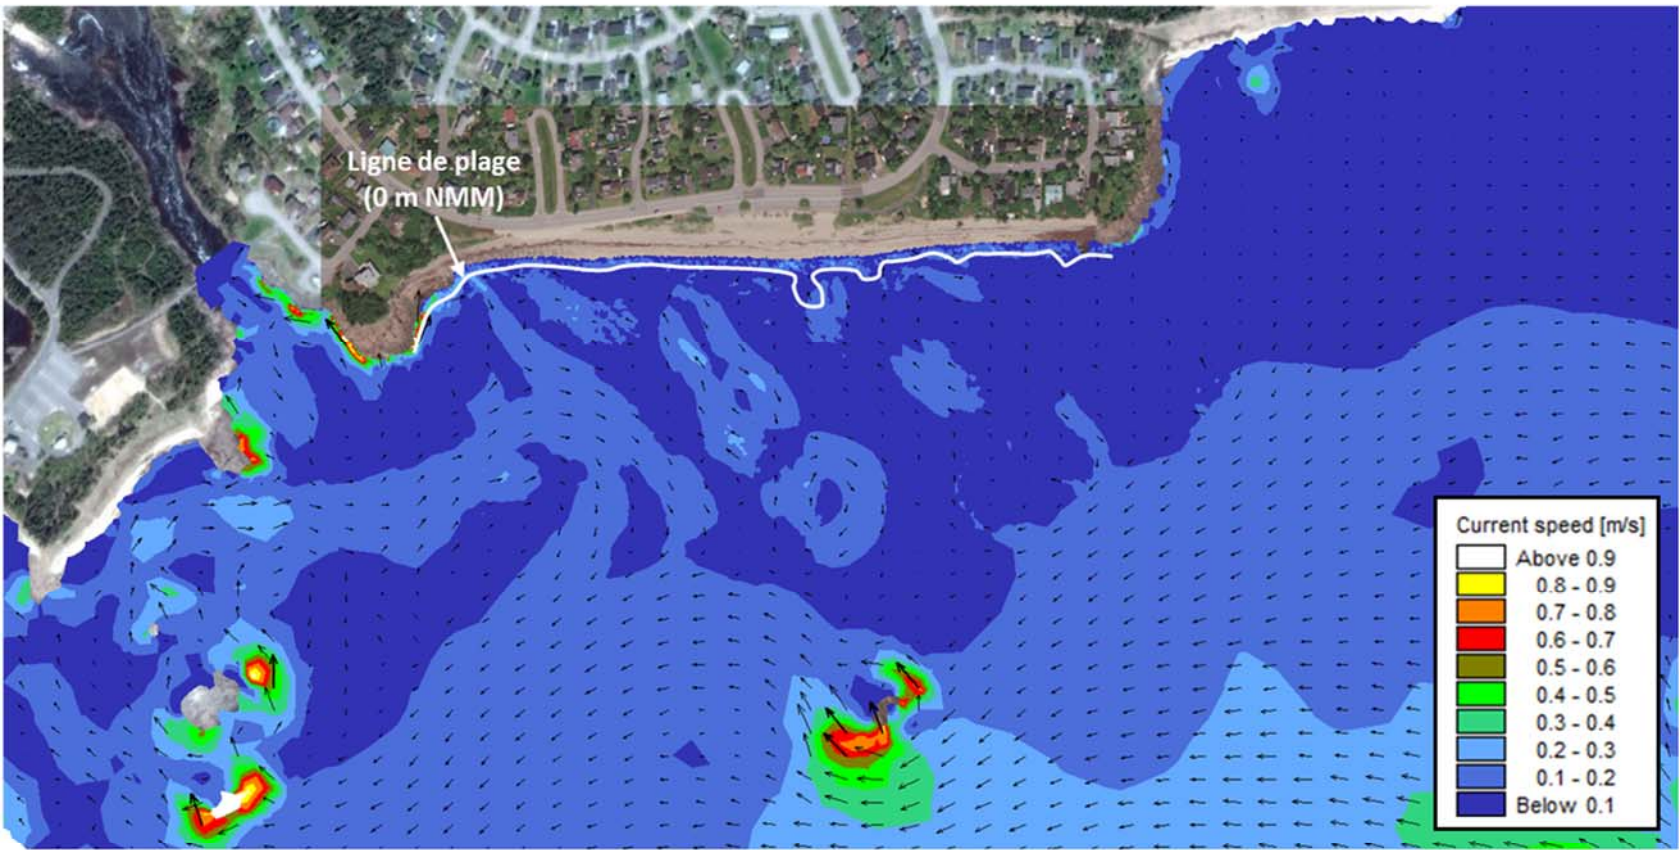 Ligne de plage
(0 m NMM)
Current speed [m/s]
Above 0.9
0.8 - 0.9
0.7 - 0.8
0.6 - 0.7
0.5 - 0.6
0.4 - 0.5
0.3 - 0.4
0.2 - 0.3
0.1 - 0.2
Below 0.1